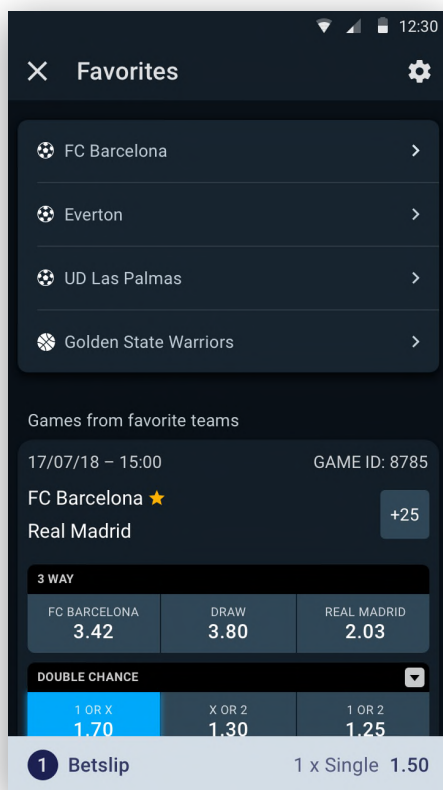 12:30
Favorites
FC Barcelona
Everton
UD Las Palmas
Golden State Warriors
Games from favorite teams
17/07/18 – 15:00 GAME ID: 8785
FC Barcelona
Real Madrid
+25
3 WAY
FC BARCELONA DRAW REAL MADRID
3.42 3.80 2.03
DOUBLE CHANCE
1 OR X X OR 2 1 OR 2
1.70 1.30 1.25
1 Betslip 1 x Single 1.50